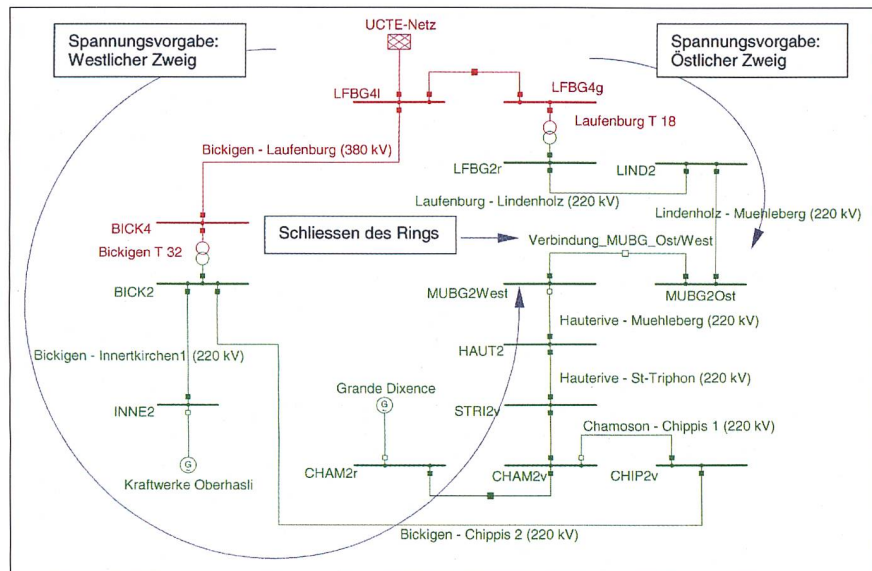 UCTE-Netz
Spannungsvorgabe:
Westlicher Zweig
Spannungsvorgabe:
Östlicher Zweig
LFBG4l
LFBG4g
Laufenburg T 18
Bickigen - Laufenburg (380 kV)
LFBG2r
LIND2
Laufenburg - Lindenholz (220 kV)
BICK4
Lindenholz - Muehleberg (220 kV)
Schliessen des Rings
Verbindung_MUBG_Ost/West
Bickigen T 32
BICK2
MUBG2West
MUBG2Ost
Hauterive - Muehleberg (220 kV)
HAUT2
Bickigen - Innertkirchen1 (220 kV)
Grande Dixence
Hauterive - St-Triphon (220 kV)
G
INNE2
STRI2v
Chamoson - Chippis 1 (220 kV)
G
CHAM2r
CHAM2v
CHIP2v
Kraftwerke Oberhasli
Bickigen - Chippis 2 (220 kV)